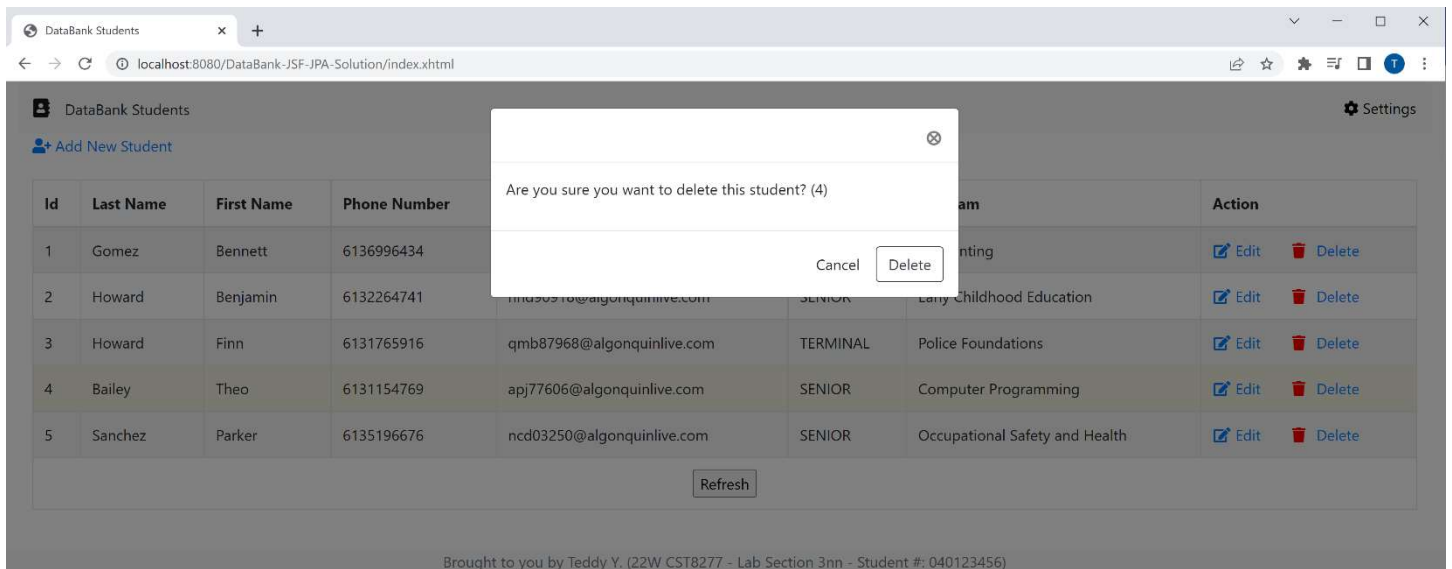 DataBank Students
localhost:8080/DataBank-JSF-JPA-Solution/index.xhtml
T
DataBank Students Settings
Add New Student
Are you sure you want to delete this student? (4)
Cancel Delete
Id Last Name First Name Phone Number am Action
1 Gomez Bennett 6136996434 nting Edit Delete
2 Howard Benjamin 6132264741 SENIOR Early Childhood Education Edit Delete
3 Howard Finn 6131765916 qmb87968@algonquinlive.com TERMINAL Police Foundations Edit Delete
4 Bailey Theo 6131154769 apj77606@algonquinlive.com SENIOR Computer Programming Edit Delete
5 Sanchez Parker 6135196676 ncd03250@algonquinlive.com SENIOR Occupational Safety and Health Edit Delete
Refresh
Brought to you by Teddy Y. (22W CST8277 - Lab Section 3nn - Student #: 040123456)